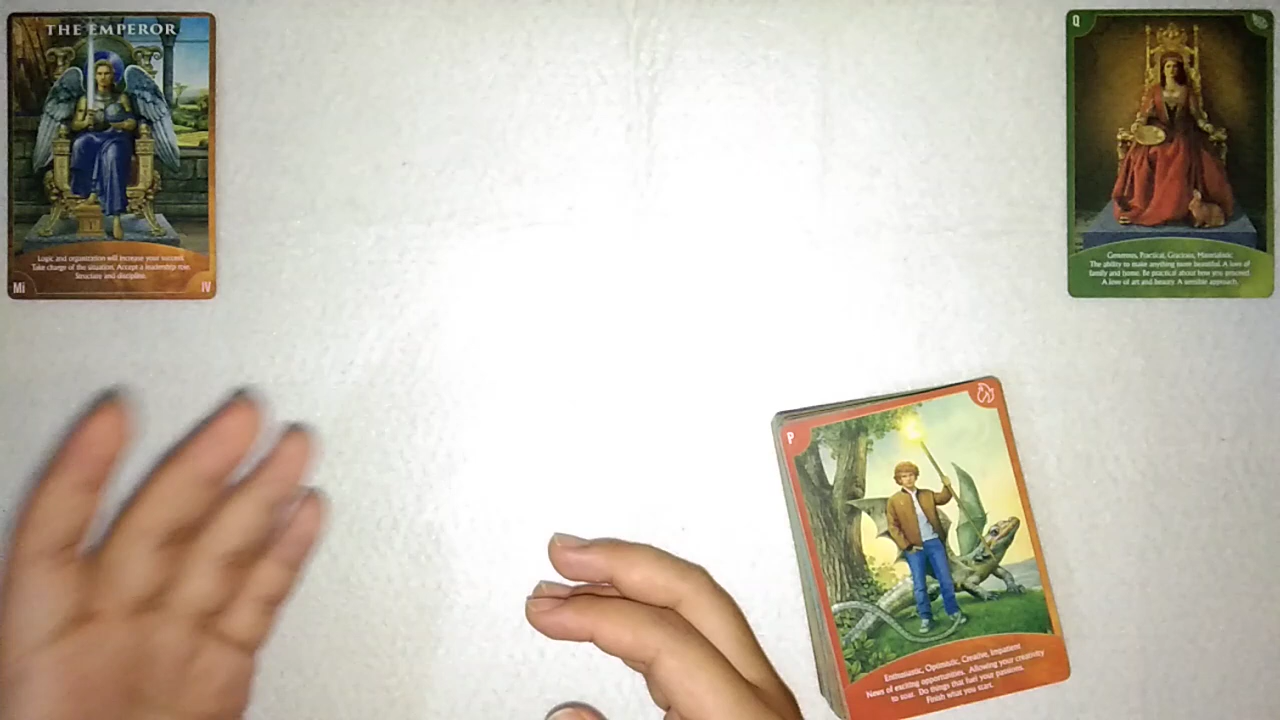 THE EMPEROR
Logic and organization will increase your success.
Take charge of the situation. Accept a leadership role.
Structure and discipline.
Mi
IV
Q
Generous, Practical, Gracious, Materialistic.
The ability to make anything more beautiful. A love of
family and home. Be practical about how you proceed.
A love of art and beauty. A sensible approach.
P
Enthusiastic, Optimistic, Creative, Impatient
News of exciting opportunities. Allowing your creativity
to soar. Do things that fuel your passions.
Finish what you start.